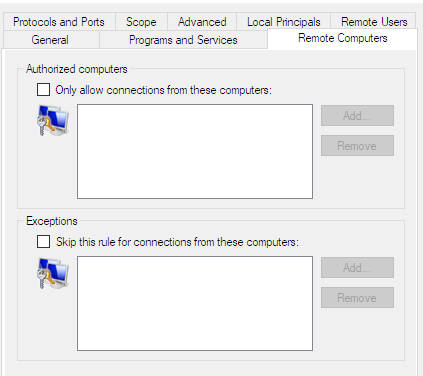 Protocols and Ports Scope Advanced Local Principals Remote Users
General Programs and Services Remote Computers
Authorized computers
Only allow connections from these computers:
Add...
Remove
Exceptions
Skip this rule for connections from these computers:
Add...
Remove